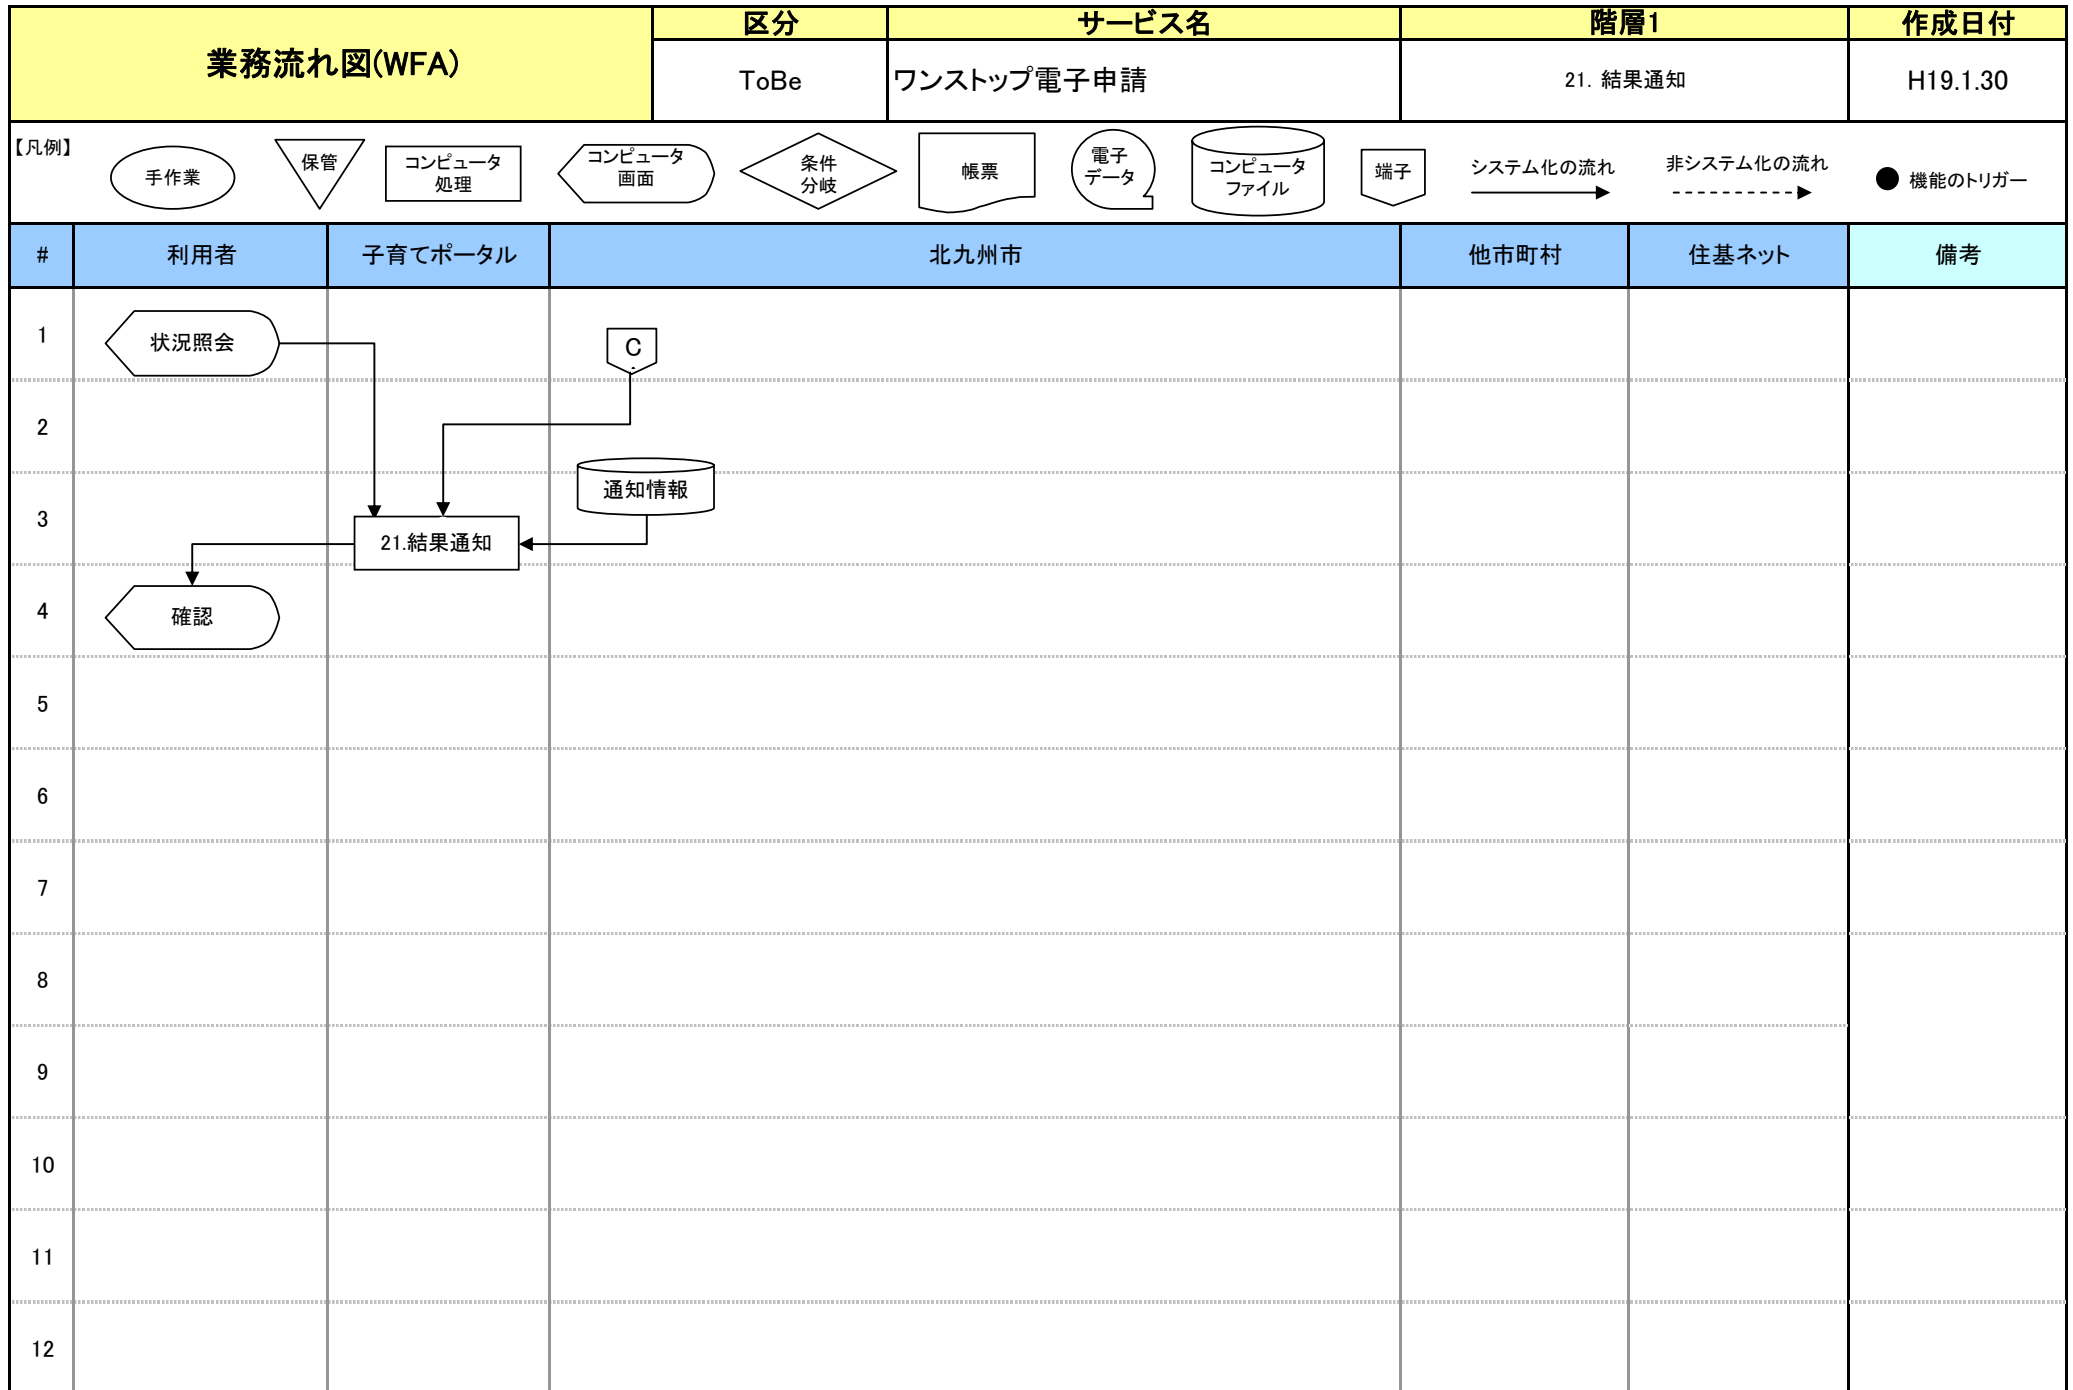 業務流れ図(WFA)
区分
サービス名
階層1
作成日付
ToBe
ワンストップ電子申請
21. 結果通知
H19.1.30
【凡例】
手作業
保管
コンピュータ
処理
コンピュータ
画面
条件
分岐
帳票
電子
データ
コンピュータ
ファイル
端子
システム化の流れ
非システム化の流れ
機能のトリガー
#
利用者
子育てポータル
北九州市
他市町村
住基ネット
備考
1
状況照会
C
2
通知情報
3
21.結果通知
4
確認
5
6
7
8
9
10
11
12